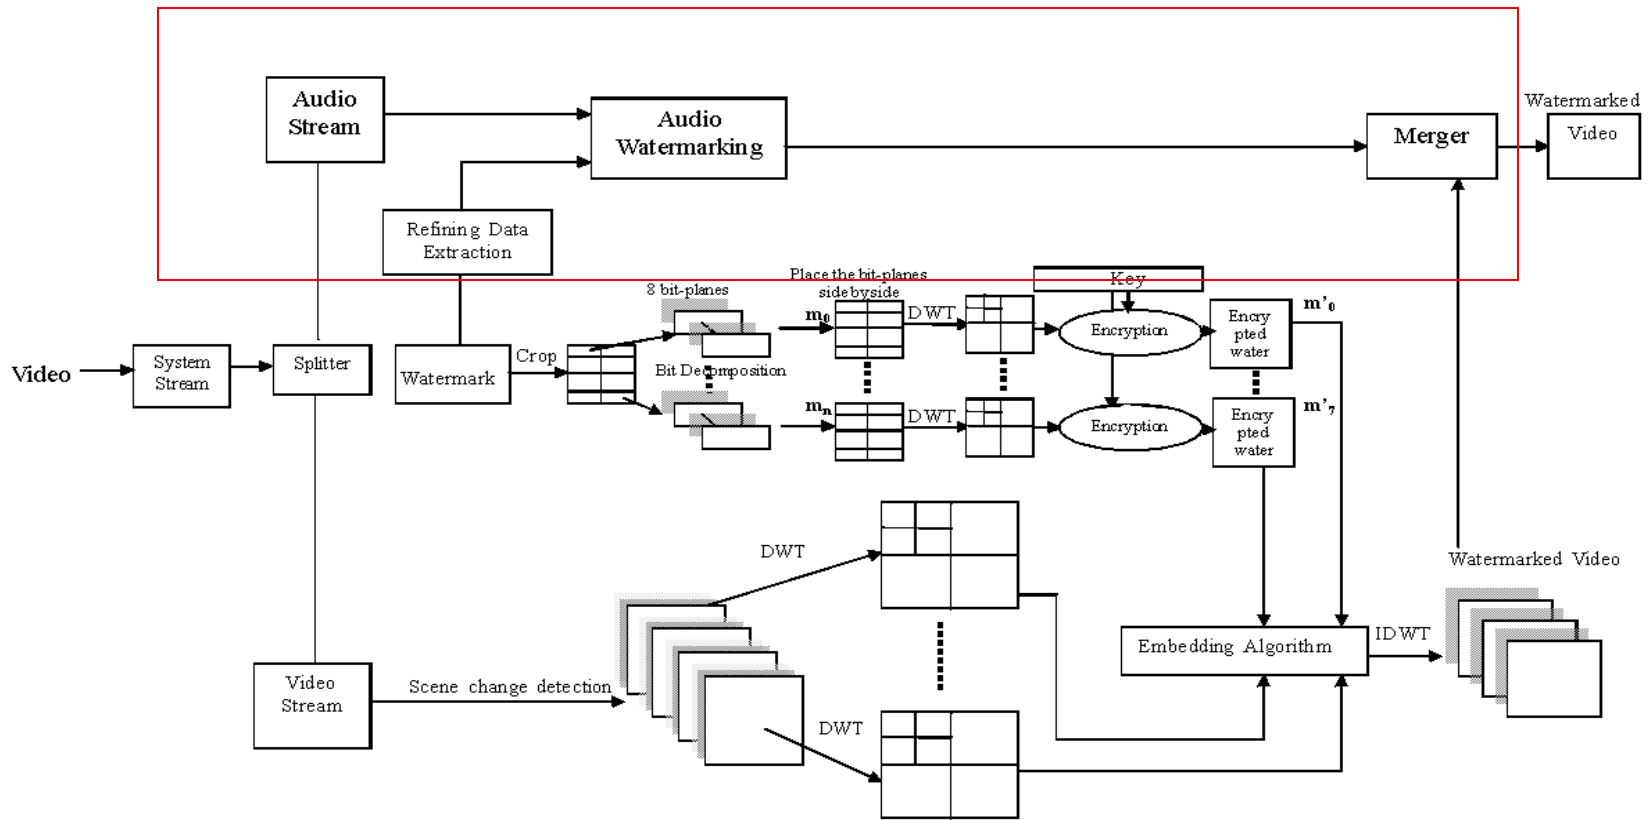 Audio
Stream
Audio
Watermarking
Merger
Watermarked
Video
Refining Data
Extraction
Place the bit-planes
side by side
Key
8 bit-planes
m0
DWT
Encryption
Encry
pted
water
m'0
Video
System
Stream
Splitter
Watermark
Crop
Bit Decomposition
mn
DWT
Encryption
Encry
pted
water
m'7
DWT
Watermarked Video
Embedding Algorithm
IDWT
Video
Stream
Scene change detection
DWT